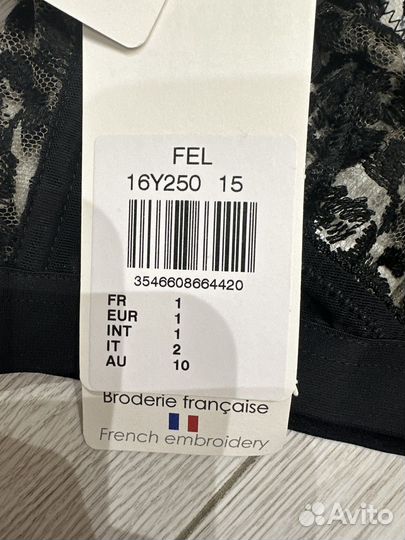 FEL
16Y250 15
3546608664420
FR 1
EUR 1
INT 1
IT 2
AU 10
Broderie française
French embroidery
Avito